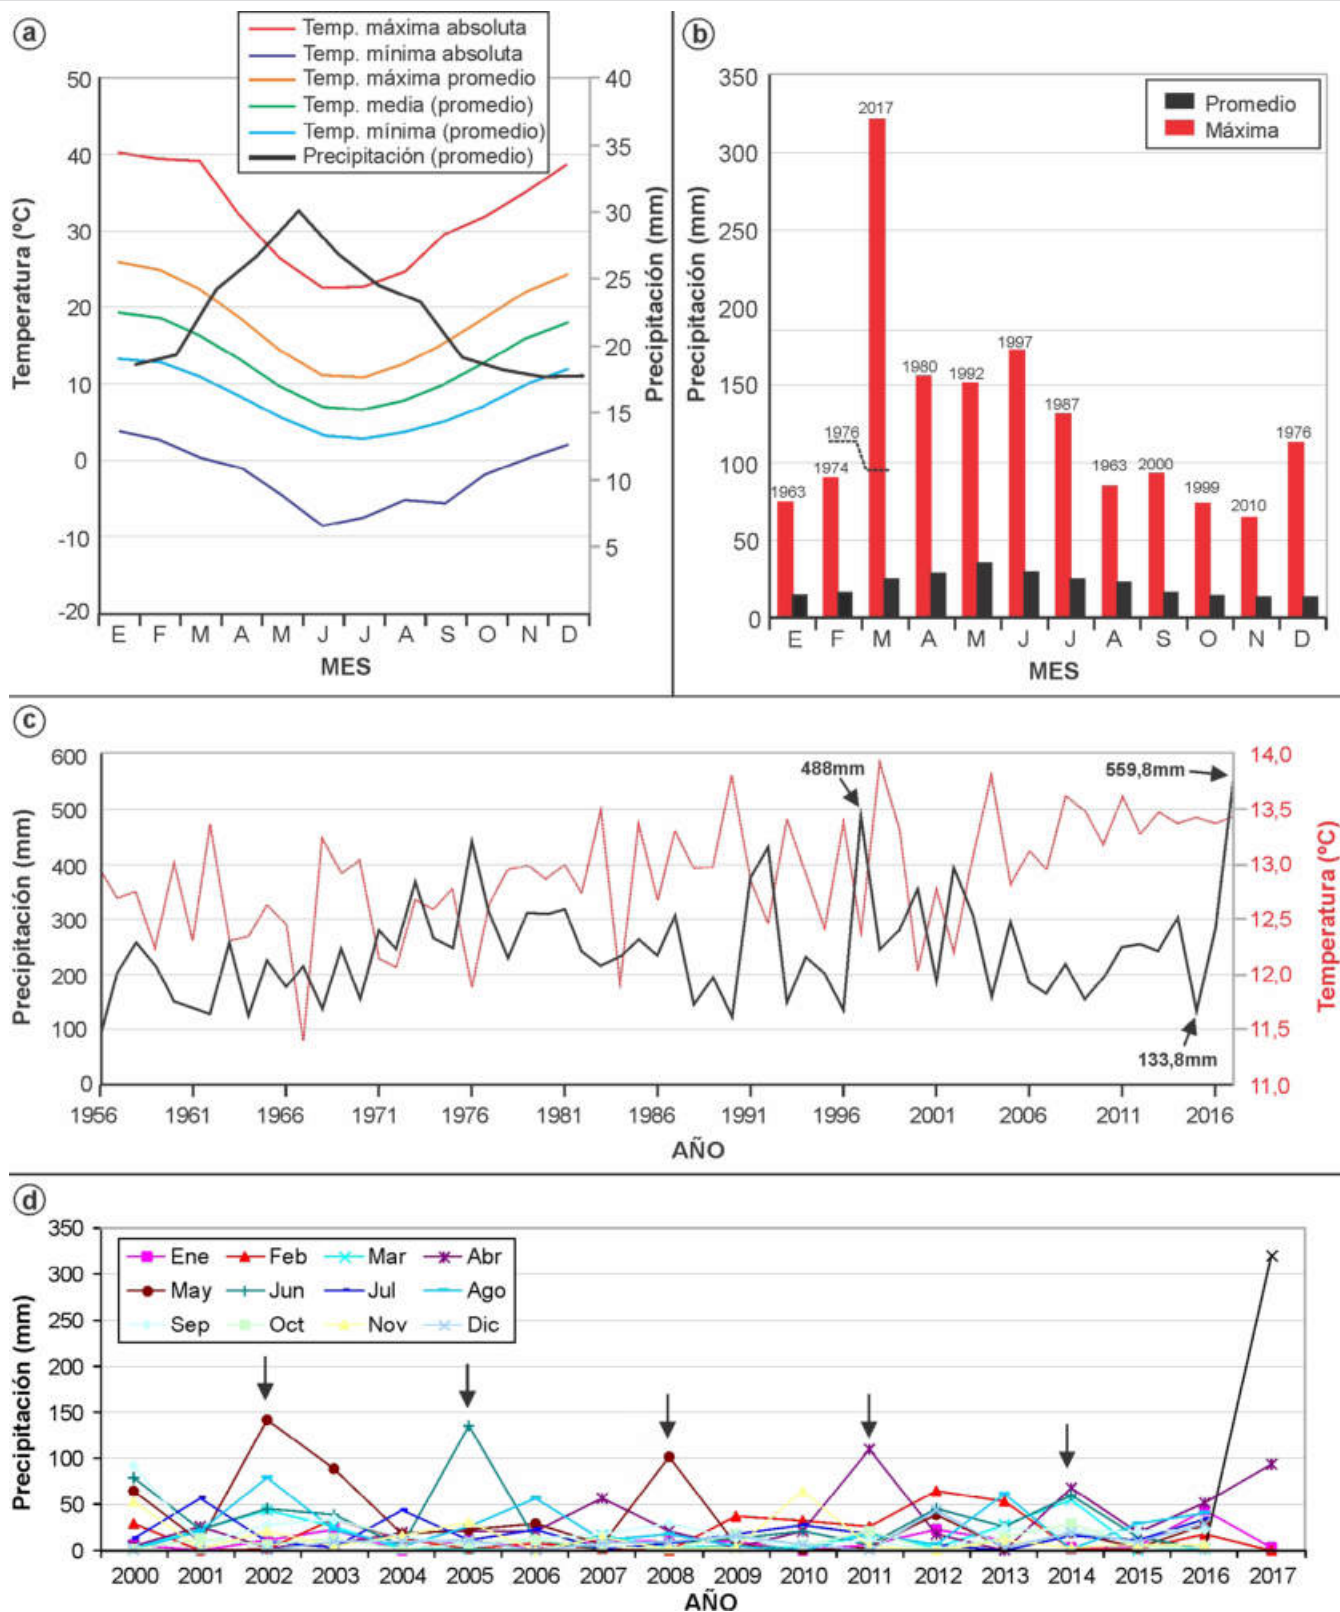 a
Temp. máxima absoluta
Temp. mínima absoluta
Temp. máxima promedio
Temp. media (promedio)
Temp. mínima (promedio)
Precipitación (promedio)
Temperatura (ºC)
50
40
30
20
10
0
-10
-20
Precipitación (mm)
40
35
30
25
20
15
10
5
E F M A M J J A S O N D
MES
b
Promedio
Máxima
Precipitación (mm)
350
300
250
200
150
100
50
0
1963
1974
1976
2017
1980
1992
1997
1987
1963
2000
1999
2010
1976
E F M A M J J A S O N D
MES
c
Precipitación (mm)
600
500
400
300
200
100
0
488mm
559,8mm
133,8mm
Temperatura (ºC)
14,0
13,5
13,0
12,5
12,0
11,5
11,0
1956 1961 1966 1971 1976 1981 1986 1991 1996 2001 2006 2011 2016
AÑO
d
Precipitación (mm)
350
300
250
200
150
100
50
0
Ene Feb Mar Abr
May Jun Jul Ago
Sep Oct Nov Dic
2000 2001 2002 2003 2004 2005 2006 2007 2008 2009 2010 2011 2012 2013 2014 2015 2016 2017
AÑO